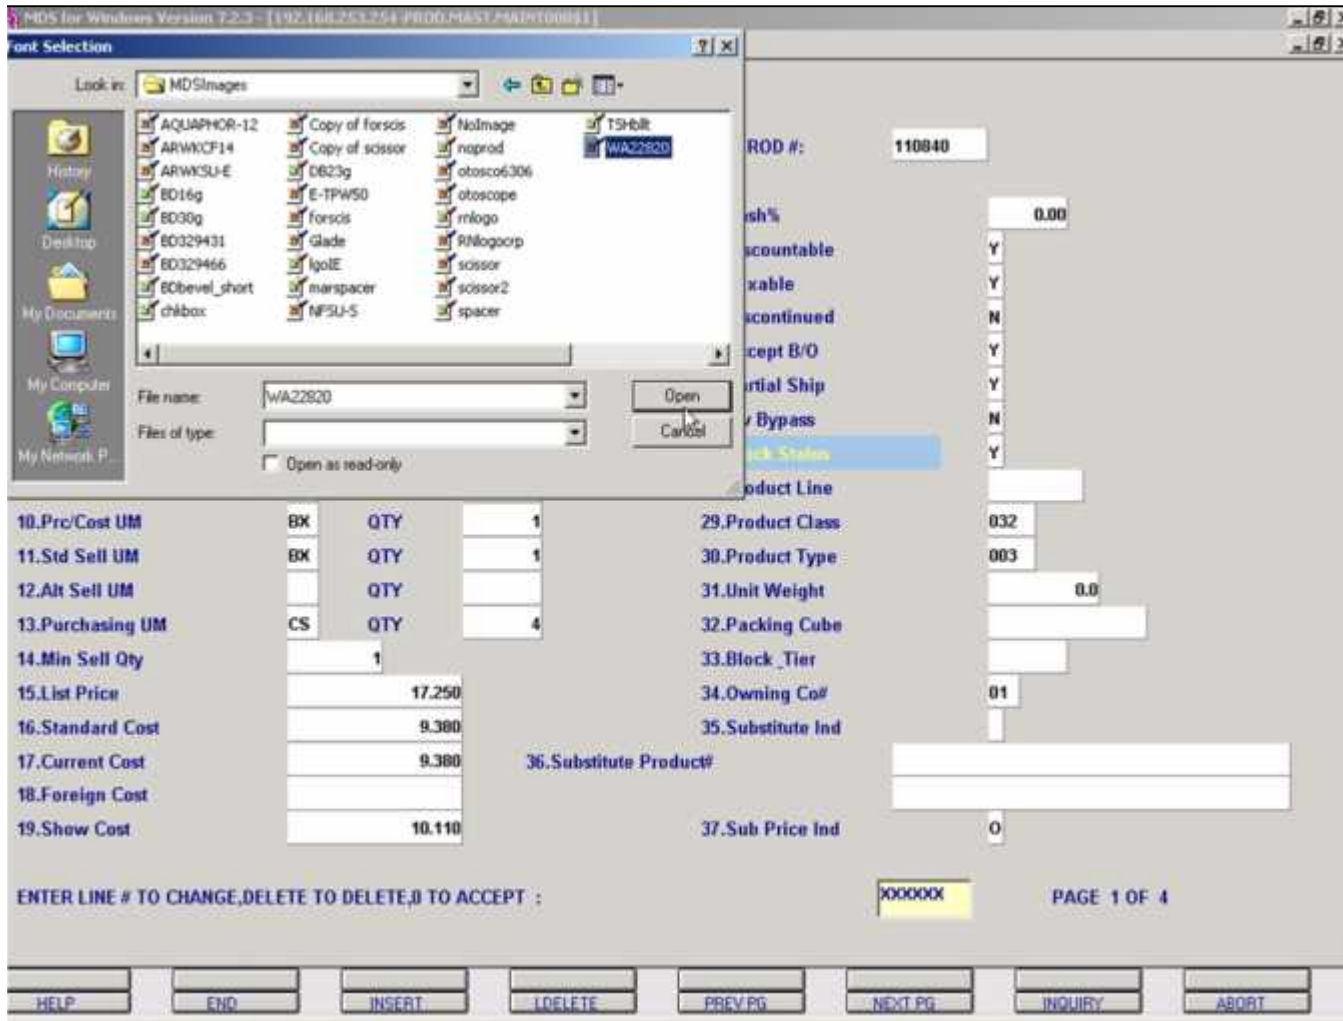 MDS for Windows Version 7.2.3 - [192.168.253.254-PROD.MAST.MAINT000$1]
Font Selection
Look in: MDSImages
AQUAPHOR-12 Copy of forscis NoImage TSHbllt
ARWKCF14 Copy of scissor noprod WA22820
ARWKSU-E DB23g otosco6306
BD16g E-TPW50 otoscope
BD30g forscis rnlogo
BD329431 Glade RNlogocorp
BD329466 IgolE scissor
BDbevel_short marspacer scissor2
chkbox NFSU-S spacer
History
Desktop
My Documents
My Computer
My Network P...
File name: WA22820 Open
Files of type: Cancel
Open as read-only
ROD #: 110840
sh% 0.00
scountable Y
xable Y
scontinued N
cept B/O Y
rtial Ship Y
Bypass N
ck Status Y
oduct Line
10.Prc/Cost UM BX QTY 1 29.Product Class 032
11.Std Sell UM BX QTY 1 30.Product Type 003
12.Alt Sell UM QTY 31.Unit Weight 0.0
13.Purchasing UM CS QTY 4 32.Packing Cube
14.Min Sell Qty 1 33.Block_Tier
15.List Price 17.250 34.Owning Co# 01
16.Standard Cost 9.380 35.Substitute Ind
17.Current Cost 9.380 36.Substitute Product#
18.Foreign Cost
19.Show Cost 10.110 37.Sub Price Ind O
ENTER LINE # TO CHANGE,DELETE TO DELETE,0 TO ACCEPT : XXXXXX PAGE 1 OF 4
HELP END INSERT LDELETE PREV PG NEXT PG INQUIRY ABORT